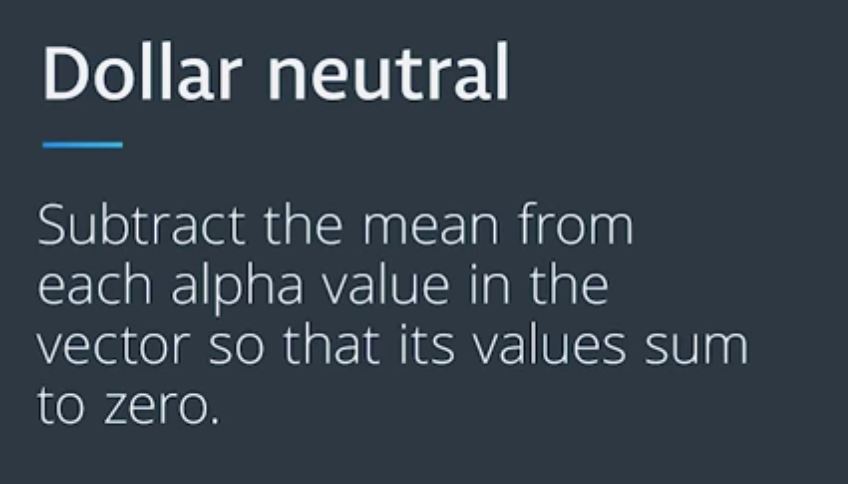 Dollar neutral
Subtract the mean from
each alpha value in the
vector so that its values sum
to zero.